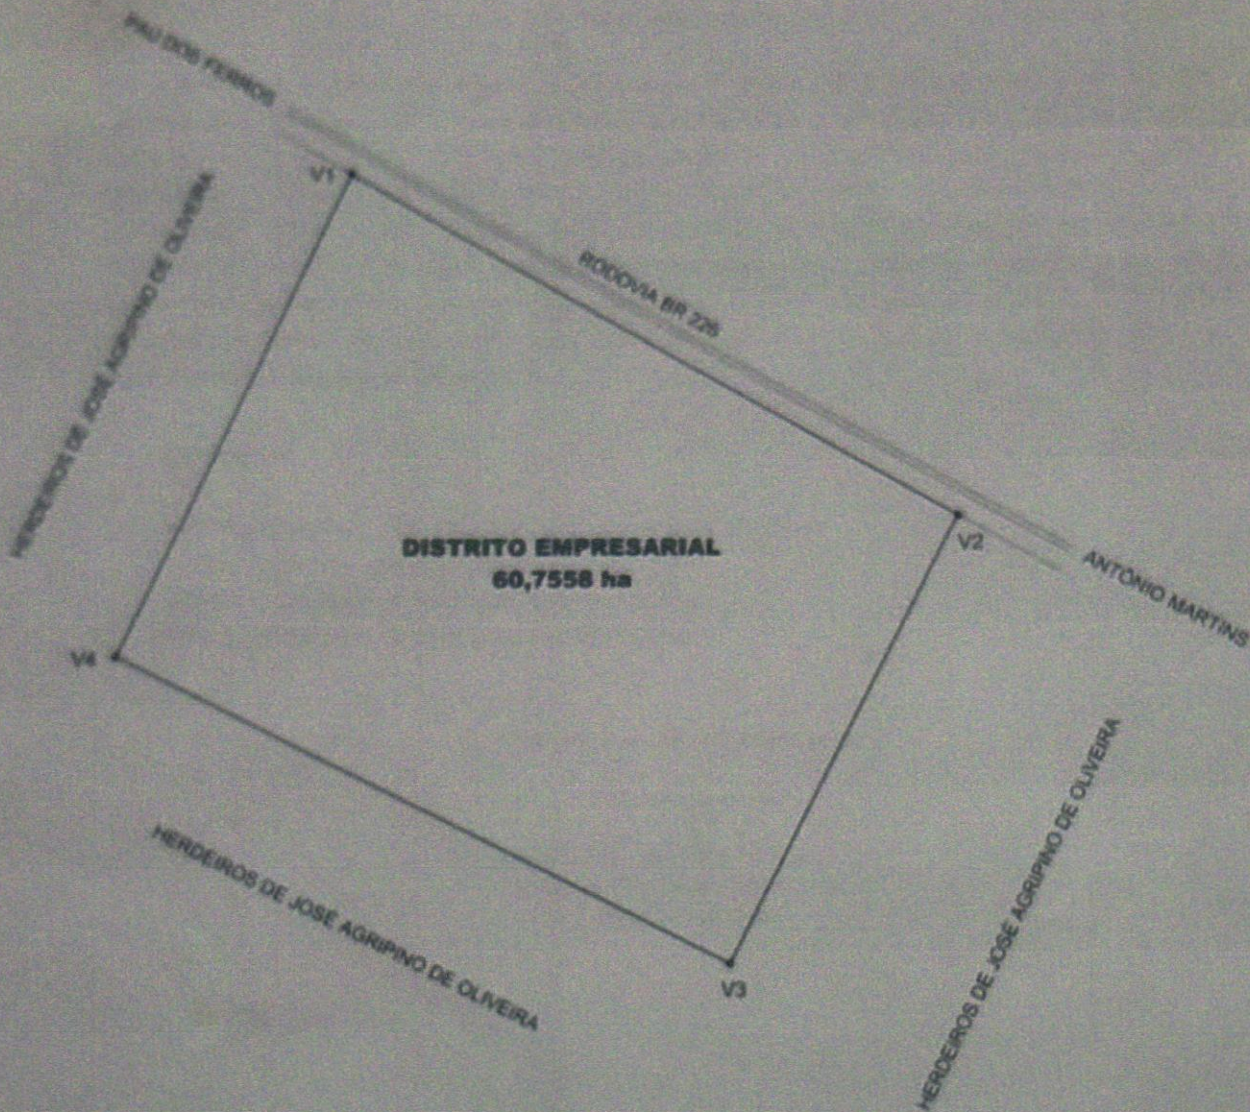 PAU DOS FERROS
V1
HERDEIROS DE JOSÉ AGRIPINO DE OLIVEIRA
RODOVIA BR 226
DISTRITO EMPRESARIAL
60,7558 ha
V2
ANTÔNIO MARTINS
V4
HERDEIROS DE JOSÉ AGRIPINO DE OLIVEIRA
V3
HERDEIROS DE JOSÉ AGRIPINO DE OLIVEIRA